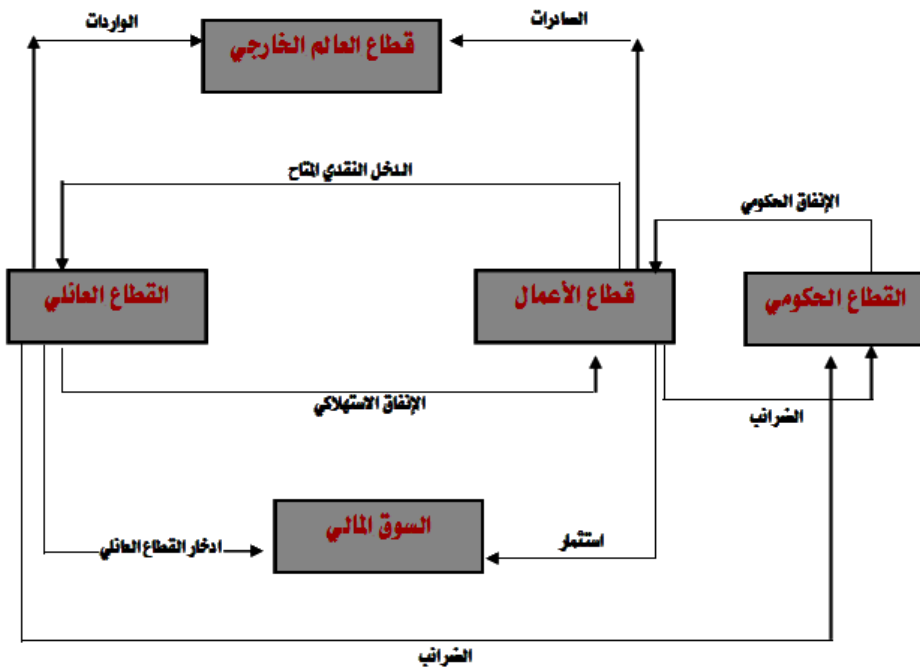 الصادرات
الواردات
قطاع العالم الخارجي
الدخل النقدي المتاح
الإنفاق الحكومي
القطاع الحكومي
قطاع الأعمال
القطاع العائلي
الإنفاق الاستهلاكي
الضرائب
السوق المالي
استثمار
ادخار القطاع العائلي
الضرائب